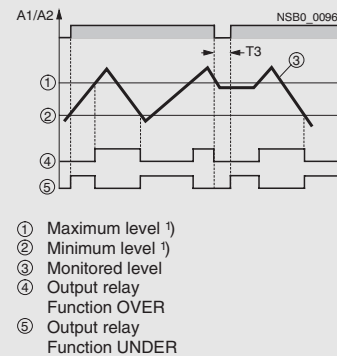 A1/A2
NSB0_0096
T3
③
①
②
④
⑤
① Maximum level 1)
② Minimum level 1)
③ Monitored level
④ Output relay
Function OVER
⑤ Output relay
Function UNDER